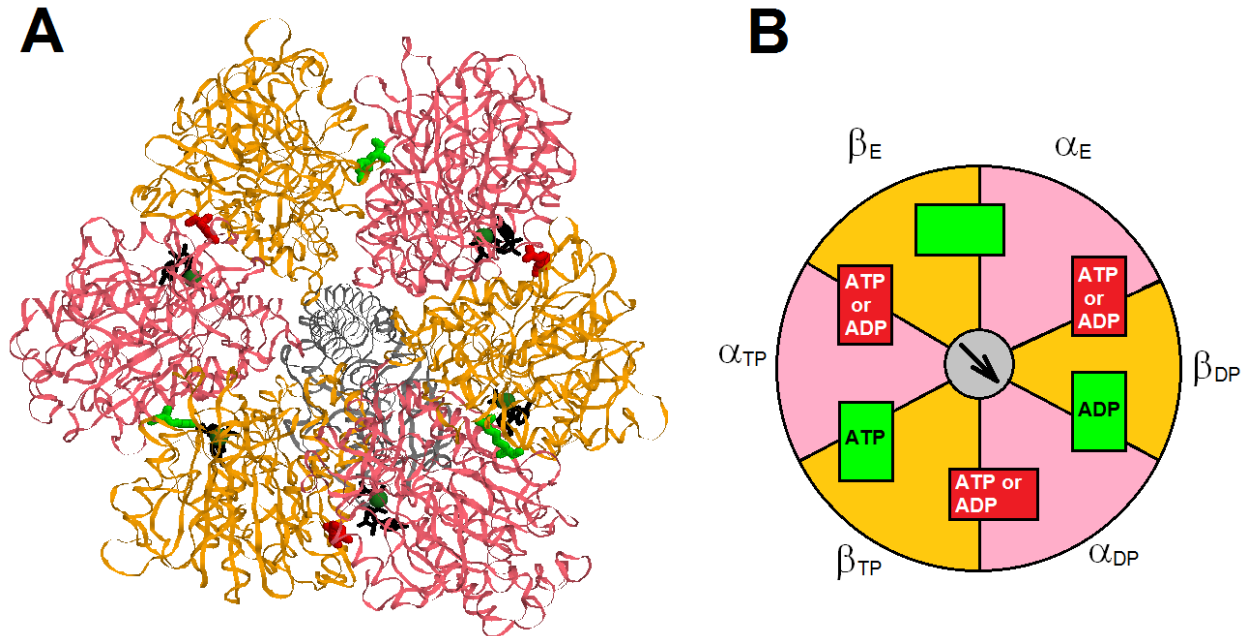 A
B
βE
αE
ATP
or
ADP
ATP
or
ADP
αTP
βDP
ATP
ADP
ATP or
ADP
βTP
αDP